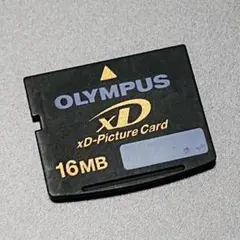 OLYMPUS
xD
xD-Picture Card
16MB